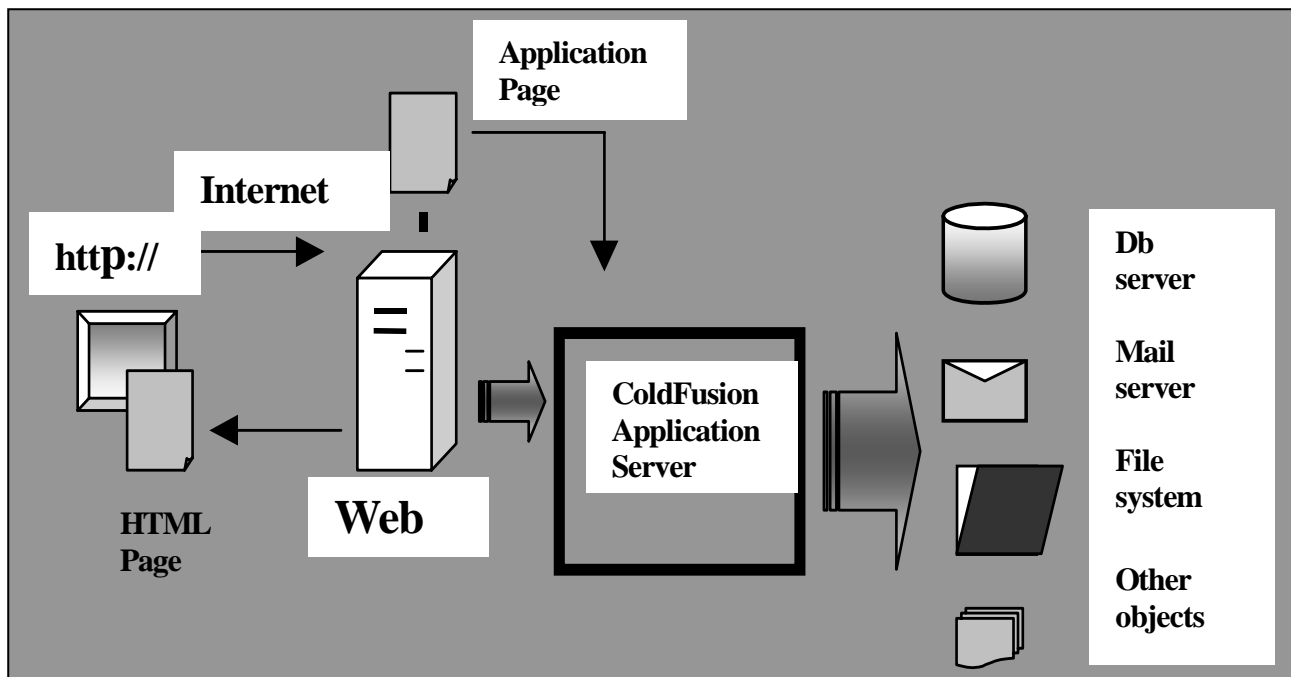 Application
Page
Internet
http://
ColdFusion
Application
Server
Web
HTML
Page
Db
server
Mail
server
File
system
Other
objects